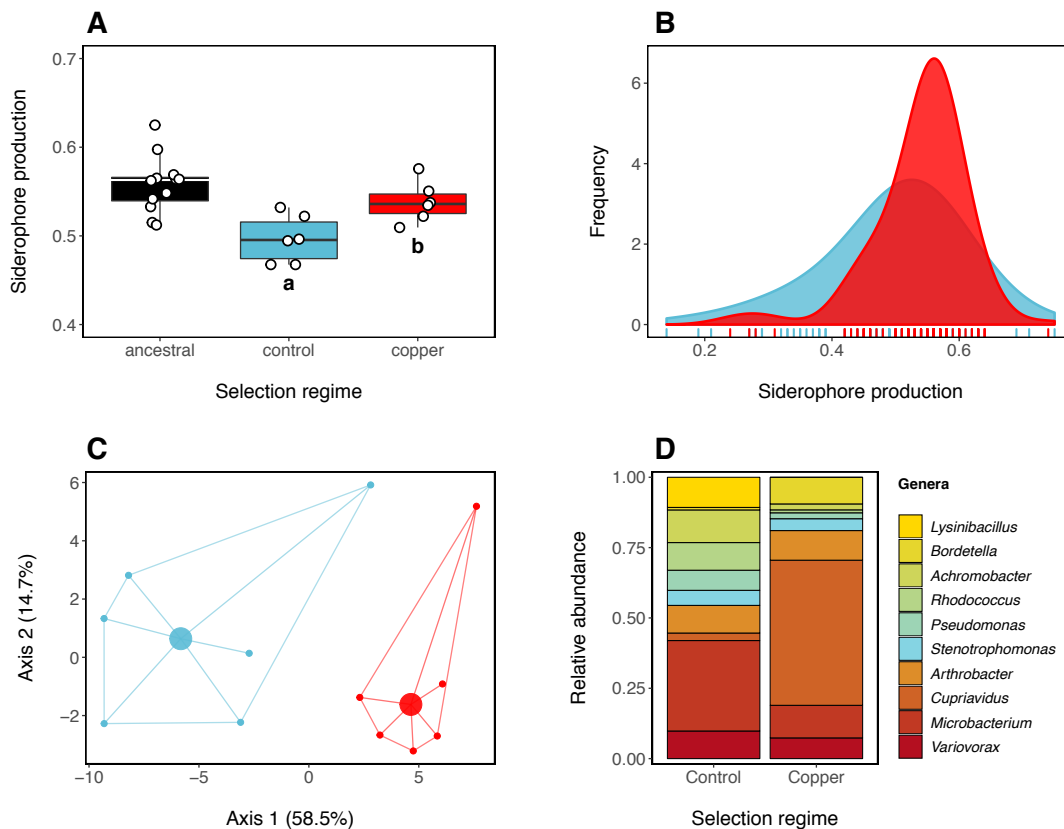 A
Siderophore production
0.7
0.6
0.5
0.4
a
b
ancestral
control
copper
Selection regime
B
Frequency
6
4
2
0
0.2
0.4
0.6
Siderophore production
C
Axis 2 (14.7%)
6
4
2
0
−2
−10
−5
0
5
Axis 1 (58.5%)
D
Relative abundance
1.00
0.75
0.50
0.25
0.00
Control
Copper
Selection regime
Genera
Lysinibacillus
Bordetella
Achromobacter
Rhodococcus
Pseudomonas
Stenotrophomonas
Arthrobacter
Cupriavidus
Microbacterium
Variovorax